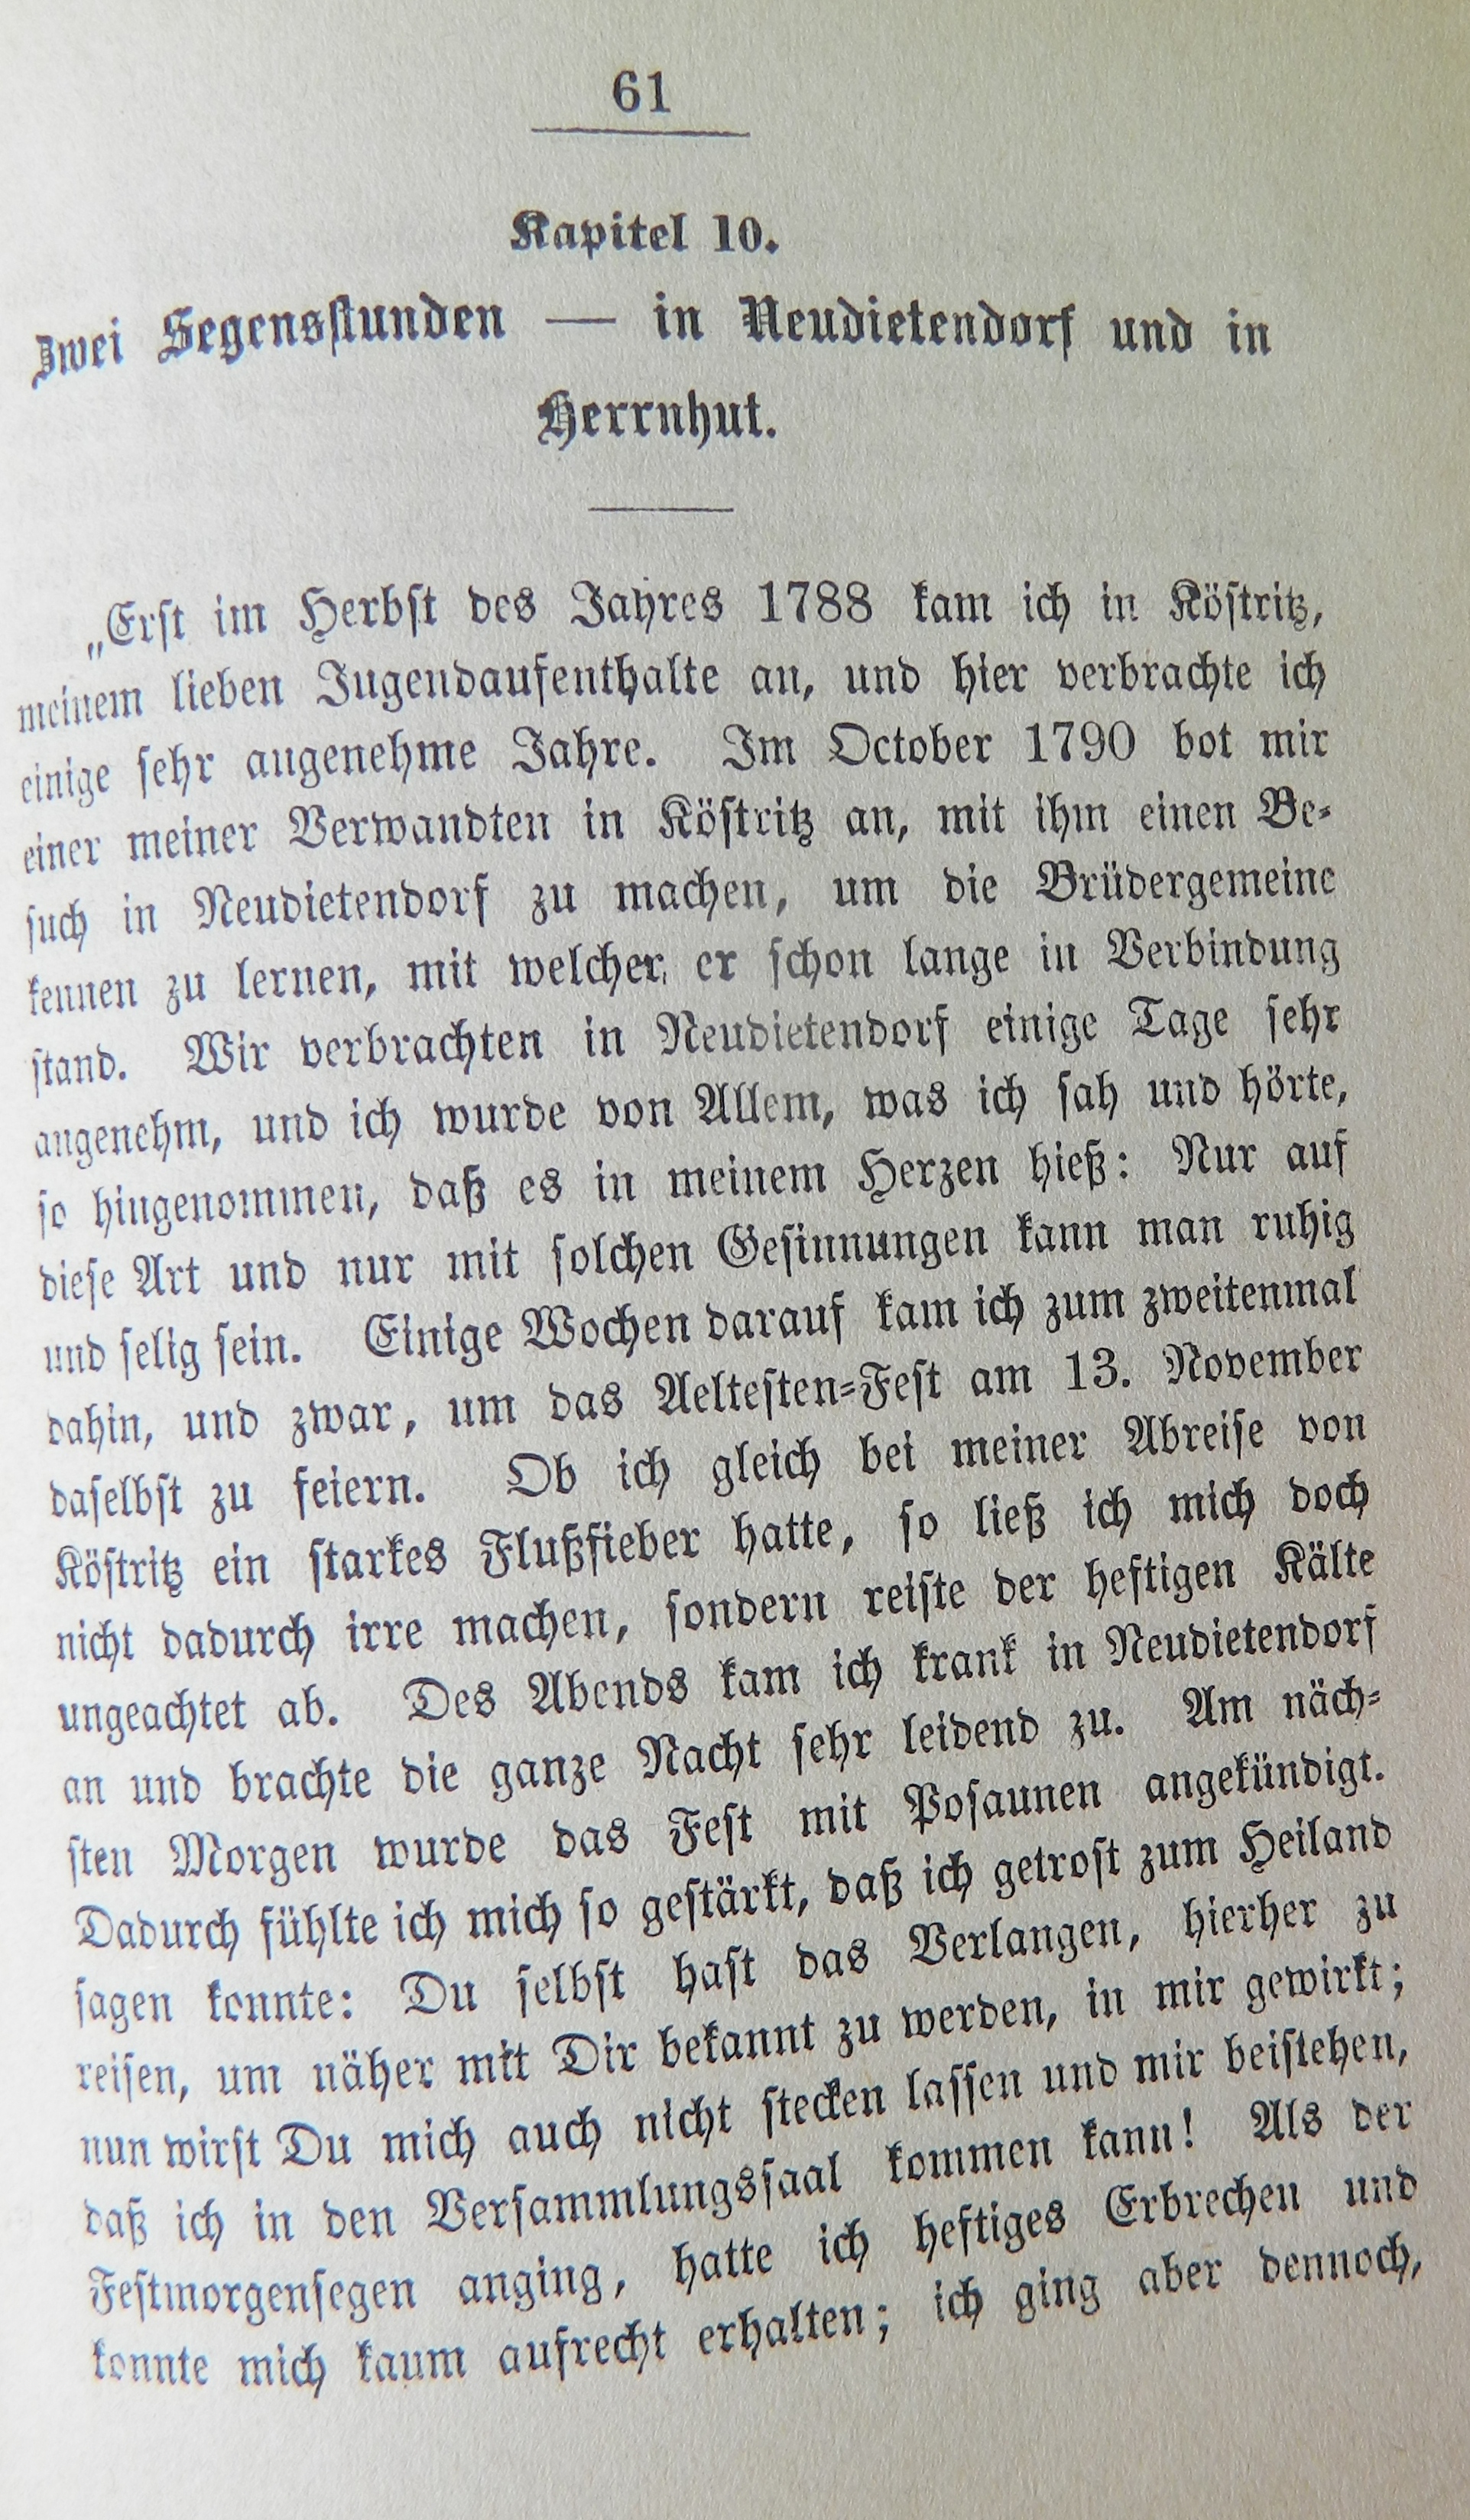 61
Kapitel 10.
Zwei Segensstunden — in Neudietendorf und in
Herrnhut.
„Erst im Herbst des Jahres 1788 kam ich in Köstritz,
meinem lieben Jugendaufenthalte an, und hier verbrachte ich
einige sehr angenehme Jahre. Im October 1790 bot mir
einer meiner Verwandten in Köstritz an, mit ihm einen Be-
such in Neudietendorf zu machen, um die Brüdergemeine
kennen zu lernen, mit welcher er schon lange in Verbindung
stand. Wir verbrachten in Neudietendorf einige Tage sehr
angenehm, und ich wurde von Allem, was ich sah und hörte,
so hingenommen, daß es in meinem Herzen hieß: Nur auf
diese Art und nur mit solchen Gesinnungen kann man ruhig
und selig sein. Einige Wochen darauf kam ich zum zweitenmal
dahin, und zwar, um das Aeltesten-Fest am 13. November
daselbst zu feiern. Ob ich gleich bei meiner Abreise von
Köstritz ein starkes Flußfieber hatte, so ließ ich mich doch
nicht dadurch irre machen, sondern reiste der heftigen Kälte
ungeachtet ab. Des Abends kam ich krank in Neudietendorf
an und brachte die ganze Nacht sehr leidend zu. Am näch-
sten Morgen wurde das Fest mit Posaunen angekündigt.
Dadurch fühlte ich mich so gestärkt, daß ich getrost zum Heiland
sagen konnte: Du selbst hast das Verlangen, hierher zu
reisen, um näher mit Dir bekannt zu werden, in mir gewirkt;
nun wirst Du mich auch nicht stecken lassen und mir beistehen,
daß ich in den Versammlungssaal kommen kann! Als der
Festmorgensegen anging, hatte ich heftiges Erbrechen und
konnte mich kaum aufrecht erhalten; ich ging aber dennoch,